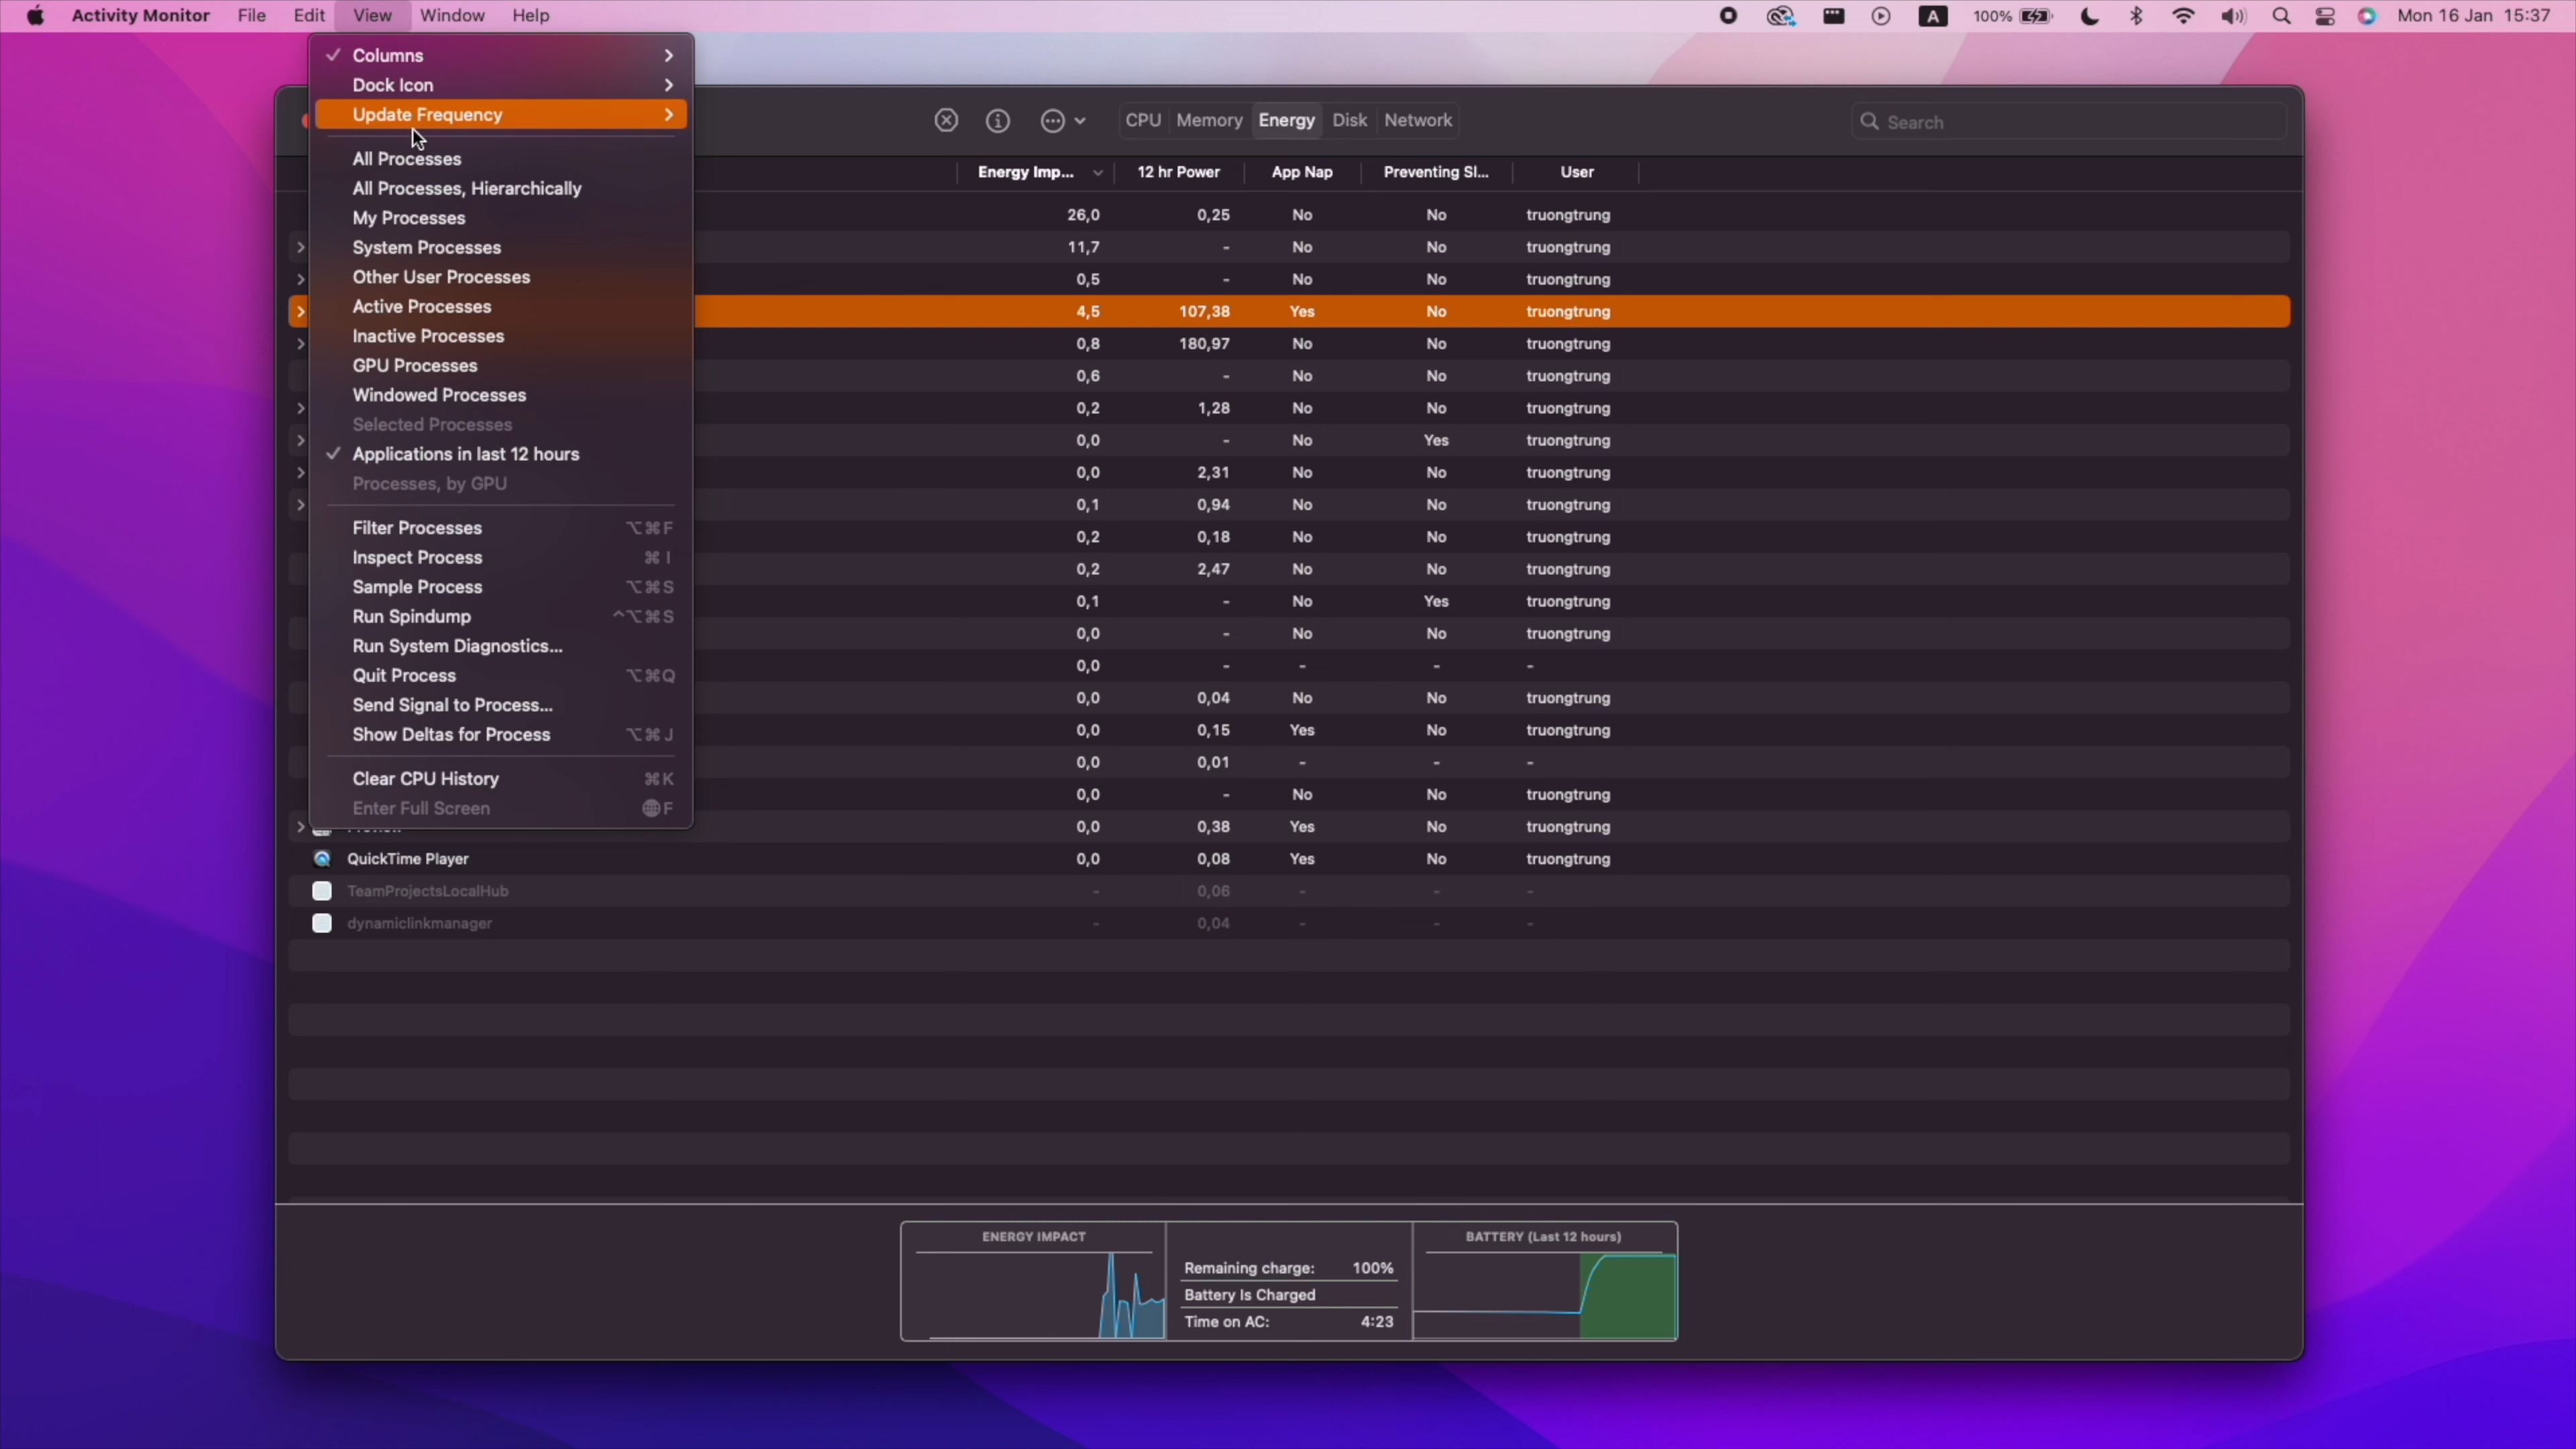 Activity Monitor File Edit View Window Help A 100% Mon 16 Jan 15:37
Columns
Dock Icon
Update Frequency
All Processes
All Processes, Hierarchically
My Processes
System Processes
Other User Processes
Active Processes
Inactive Processes
GPU Processes
Windowed Processes
Selected Processes
Applications in last 12 hours
Processes, by GPU
Filter Processes ⌥⌘F
Inspect Process ⌘I
Sample Process ⌥⌘S
Run Spindump ^⌥⌘S
Run System Diagnostics...
Quit Process ⌥⌘Q
Send Signal to Process...
Show Deltas for Process ⌥⌘J
Clear CPU History ⌘K
Enter Full Screen F
CPU Memory Energy Disk Network Search
Energy Imp... 12 hr Power App Nap Preventing Sl... User
26,0 0,25 No No truongtrung
11,7 - No No truongtrung
0,5 - No No truongtrung
4,5 107,38 Yes No truongtrung
0,8 180,97 No No truongtrung
0,6 - No No truongtrung
0,2 1,28 No No truongtrung
0,0 - No Yes truongtrung
0,0 2,31 No No truongtrung
0,1 0,94 No No truongtrung
0,2 0,18 No No truongtrung
0,2 2,47 No No truongtrung
0,1 - No Yes truongtrung
0,0 - No No truongtrung
0,0 - - - -
0,0 0,04 No No truongtrung
0,0 0,15 Yes No truongtrung
0,0 0,01 - - -
0,0 - No No truongtrung
0,0 0,38 Yes No truongtrung
QuickTime Player 0,0 0,08 Yes No truongtrung
TeamProjectsLocalHub - 0,06 - - -
dynamiclinkmanager - 0,04 - - -
ENERGY IMPACT
Remaining charge: 100%
Battery Is Charged
Time on AC: 4:23
BATTERY (Last 12 hours)